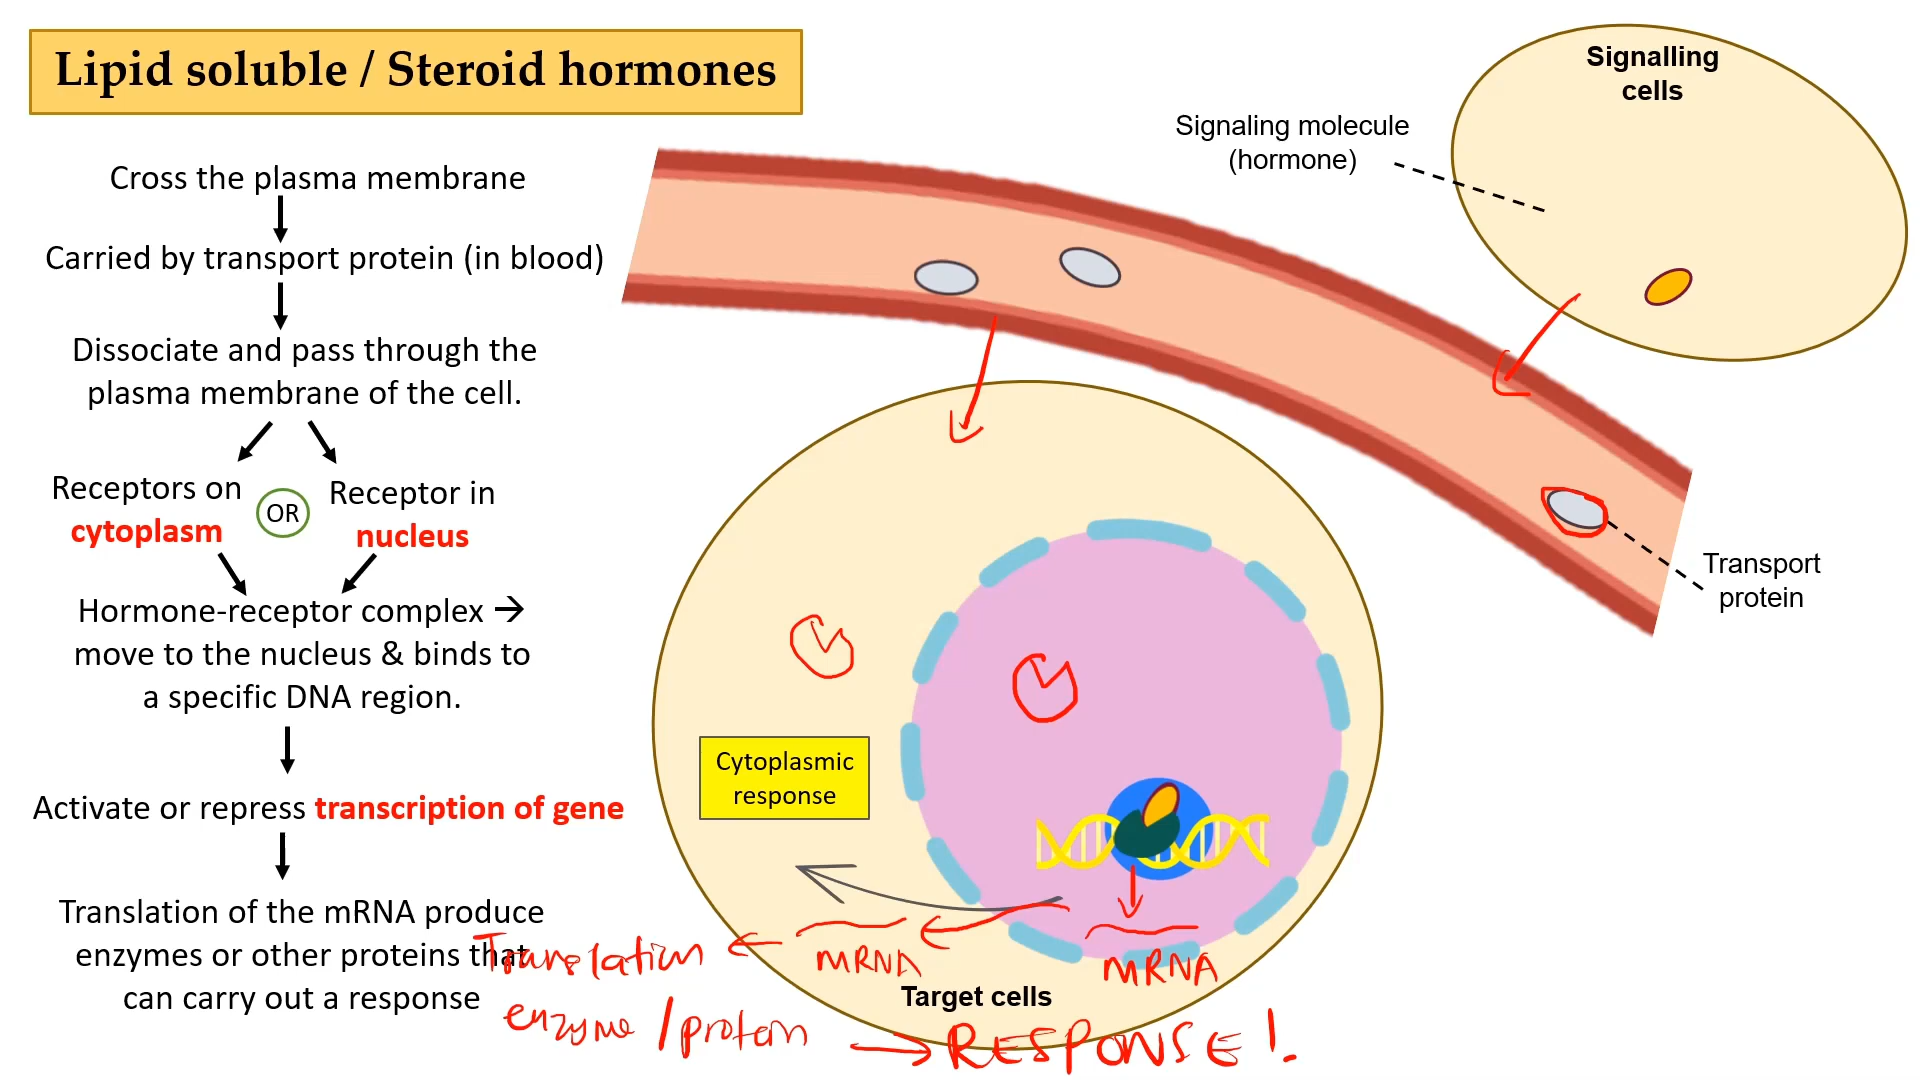 Lipid soluble / Steroid hormones
Cross the plasma membrane
Carried by transport protein (in blood)
Dissociate and pass through the
plasma membrane of the cell.
Receptors on
cytoplasm
OR
Receptor in
nucleus
Hormone-receptor complex →
move to the nucleus & binds to
a specific DNA region.
Activate or repress transcription of gene
Translation of the mRNA produce
enzymes or other proteins that
can carry out a response
Signalling
cells
Signaling molecule
(hormone)
Transport
protein
Cytoplasmic
response
Translation ← mRNA
mRNA
Target cells
enzyme / protein → RESPONSE!